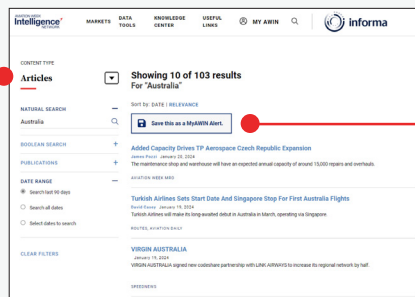 AVIATION WEEK
Intelligence
NETWORK
MARKETS
DATA
TOOLS
KNOWLEDGE
CENTER
USEFUL
LINKS
MY AWIN
informa
CONTENT TYPE
Articles
NATURAL SEARCH
Australia
BOOLEAN SEARCH
PUBLICATIONS
DATE RANGE
Search last 90 days
Search all dates
Select dates to search
CLEAR FILTERS
Showing 10 of 103 results
For "Australia"
Sort by: DATE | RELEVANCE
Save this as a MyAWIN Alert.
Added Capacity Drives TP Aerospace Czech Republic Expansion
James Pozzi January 25, 2024
The maintenance shop and warehouse will have an expected annual capacity of around 15,000 repairs and overhauls.
AVIATION WEEK MRO
Turkish Airlines Sets Start Date And Singapore Stop For First Australia Flights
David Casey January 19, 2024
Turkish Airlines will make its long-awaited debut in Australia in March, operating via Singapore.
ROUTES, AVIATION DAILY
VIRGIN AUSTRALIA
January 19, 2024
VIRGIN AUSTRALIA signed new codeshare partnership with LINK AIRWAYS to increase its regional network by half.
SPEEDNEWS